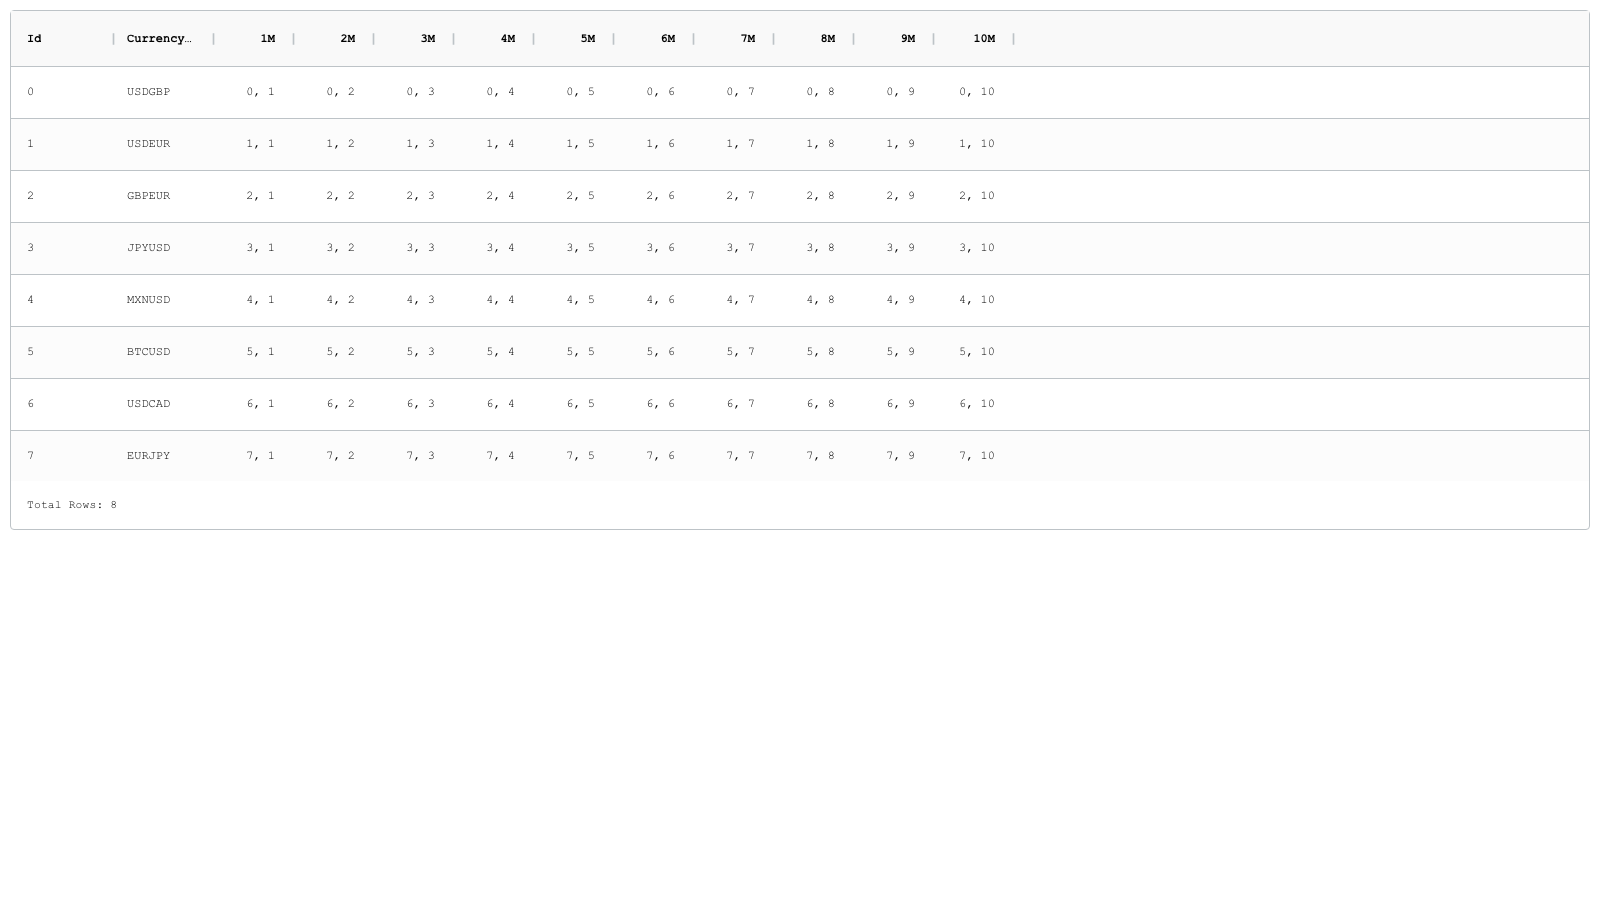 Id Currency… 1M 2M 3M 4M 5M 6M 7M 8M 9M 10M
0 USDGBP 0, 1 0, 2 0, 3 0, 4 0, 5 0, 6 0, 7 0, 8 0, 9 0, 10
1 USDEUR 1, 1 1, 2 1, 3 1, 4 1, 5 1, 6 1, 7 1, 8 1, 9 1, 10
2 GBPEUR 2, 1 2, 2 2, 3 2, 4 2, 5 2, 6 2, 7 2, 8 2, 9 2, 10
3 JPYUSD 3, 1 3, 2 3, 3 3, 4 3, 5 3, 6 3, 7 3, 8 3, 9 3, 10
4 MXNUSD 4, 1 4, 2 4, 3 4, 4 4, 5 4, 6 4, 7 4, 8 4, 9 4, 10
5 BTCUSD 5, 1 5, 2 5, 3 5, 4 5, 5 5, 6 5, 7 5, 8 5, 9 5, 10
6 USDCAD 6, 1 6, 2 6, 3 6, 4 6, 5 6, 6 6, 7 6, 8 6, 9 6, 10
7 EURJPY 7, 1 7, 2 7, 3 7, 4 7, 5 7, 6 7, 7 7, 8 7, 9 7, 10
Total Rows: 8